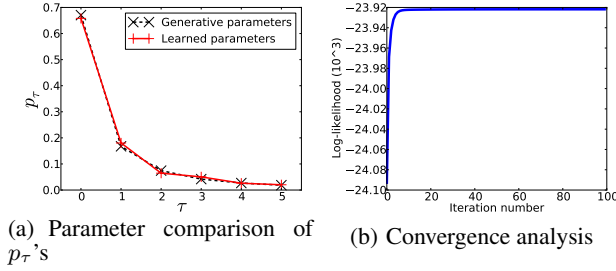 0.7
0.6
0.5
0.4
0.3
0.2
0.1
0.0
p_τ
Generative parameters
Learned parameters
0 1 2 3 4 5
τ
(a) Parameter comparison of
p_τ's
−23.92
−23.94
−23.96
−23.98
−24.00
−24.02
−24.04
−24.06
−24.08
−24.10
Log-likelihood (10^3)
0 20 40 60 80 100
Iteration number
(b) Convergence analysis